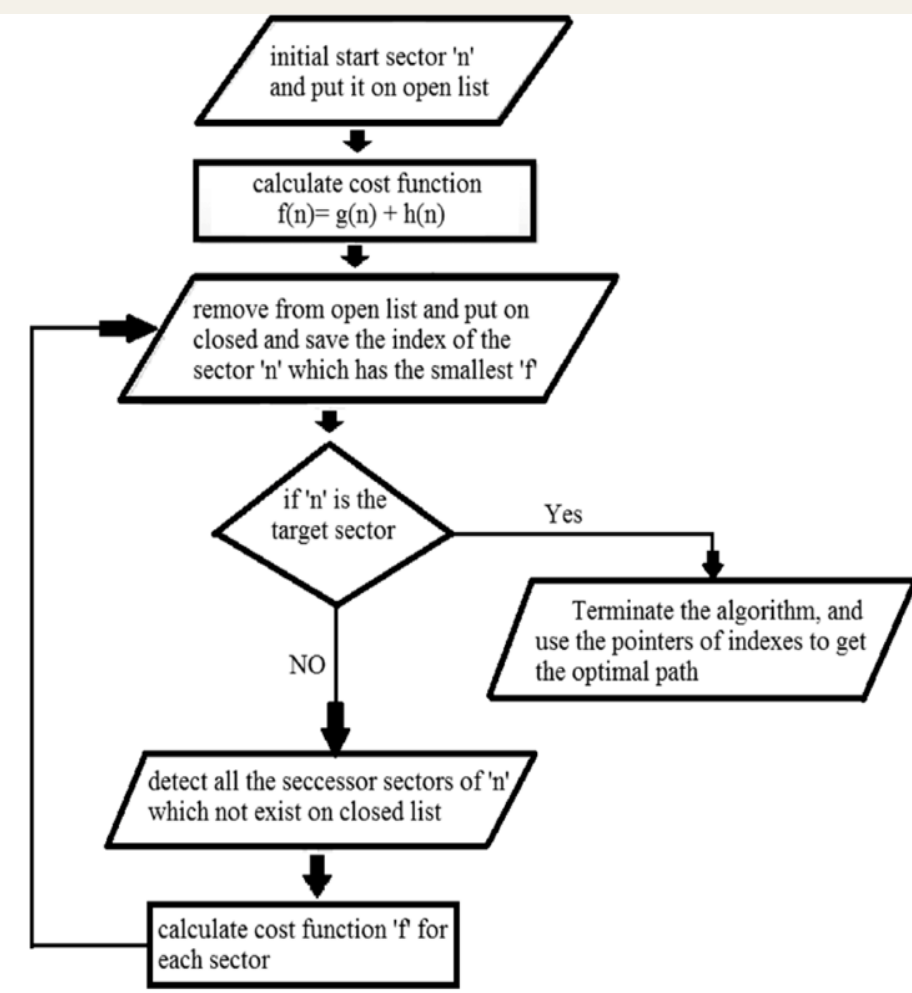 initial start sector 'n'
and put it on open list
calculate cost function
f(n)= g(n) + h(n)
remove from open list and put on
closed and save the index of the
sector 'n' which has the smallest 'f'
if 'n' is the
target sector
Yes
Terminate the algorithm, and
use the pointers of indexes to get
the optimal path
NO
detect all the seccessor sectors of 'n'
which not exist on closed list
calculate cost function 'f' for
each sector